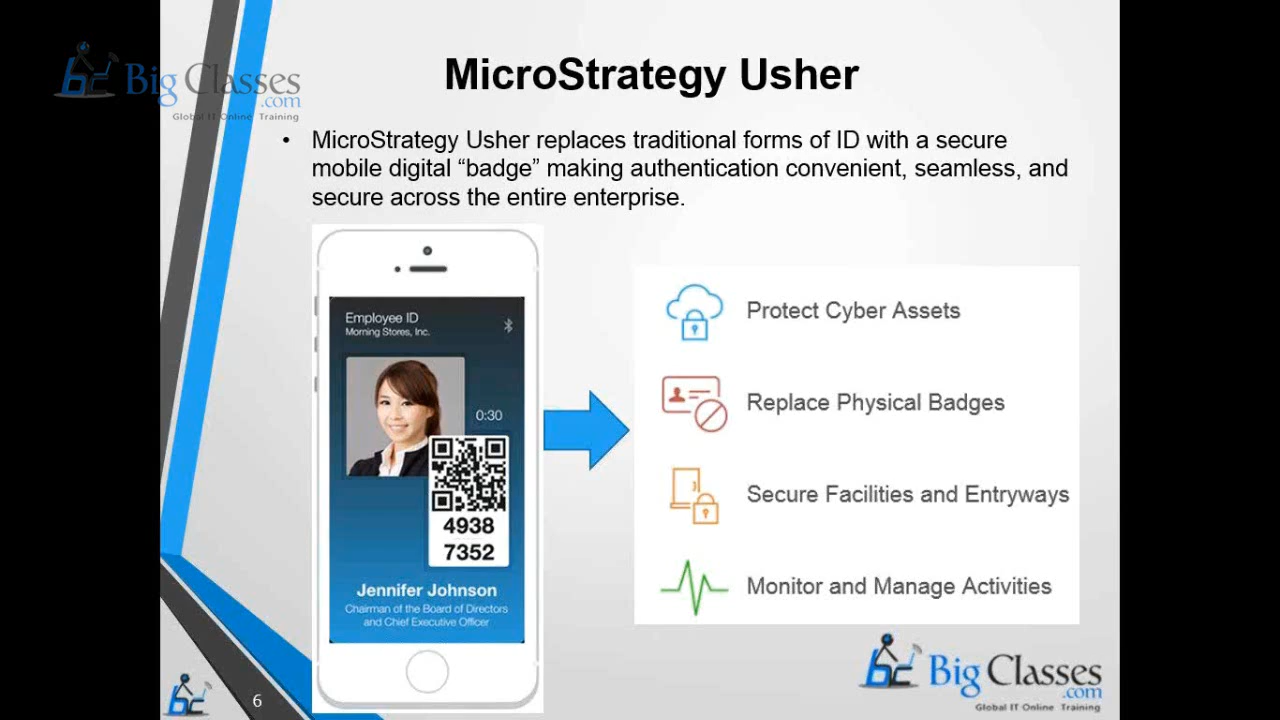 Big Classes
.com
Global IT Online Training
MicroStrategy Usher
• MicroStrategy Usher replaces traditional forms of ID with a secure
mobile digital “badge” making authentication convenient, seamless, and
secure across the entire enterprise.
Employee ID
Morning Stores, Inc.
0:30
4938
7352
Jennifer Johnson
Chairman of the Board of Directors
and Chief Executive Officer
Protect Cyber Assets
Replace Physical Badges
Secure Facilities and Entryways
Monitor and Manage Activities
6
Big Classes
.com
Global IT Online Training